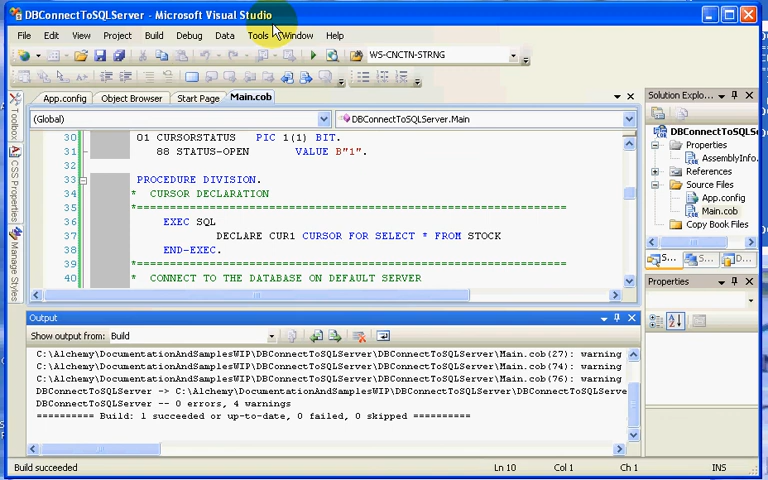 DBConnectToSQLServer - Microsoft Visual Studio
File Edit View Project Build Debug Data Tools Window Help
WS-CNCTN-STRNG
App.config Object Browser Start Page Main.cob
(Global) DBConnectToSQLServer.Main
30 01 CURSORSTATUS PIC 1(1) BIT.
31 88 STATUS-OPEN VALUE B"1".
32
33 PROCEDURE DIVISION.
34 * CURSOR DECLARATION
35 *================================================================
36 EXEC SQL
37 DECLARE CUR1 CURSOR FOR SELECT * FROM STOCK
38 END-EXEC.
39 *================================================================
40 * CONNECT TO THE DATABASE ON DEFAULT SERVER
Toolbox
CSS Properties
Manage Styles
Output
Show output from: Build
C:\Alchemy\DocumentationAndSamplesWIP\DBConnectToSQLServer\DBConnectToSQLServer\Main.cob(27): warning
C:\Alchemy\DocumentationAndSamplesWIP\DBConnectToSQLServer\DBConnectToSQLServer\Main.cob(74): warning
C:\Alchemy\DocumentationAndSamplesWIP\DBConnectToSQLServer\DBConnectToSQLServer\Main.cob(76): warning
DBConnectToSQLServer -> C:\Alchemy\DocumentationAndSamplesWIP\DBConnectToSQLServer\DBConnectToSQLServe
DBConnectToSQLServer -- 0 errors, 4 warnings
========== Build: 1 succeeded or up-to-date, 0 failed, 0 skipped ==========
Solution Explo...
DBConnectToSQLS
Properties
AssemblyInfo.
References
Source Files
App.config
Main.cob
Copy Book Files
S... S... D...
Properties
Build succeeded Ln 10 Col 1 Ch 1 INS